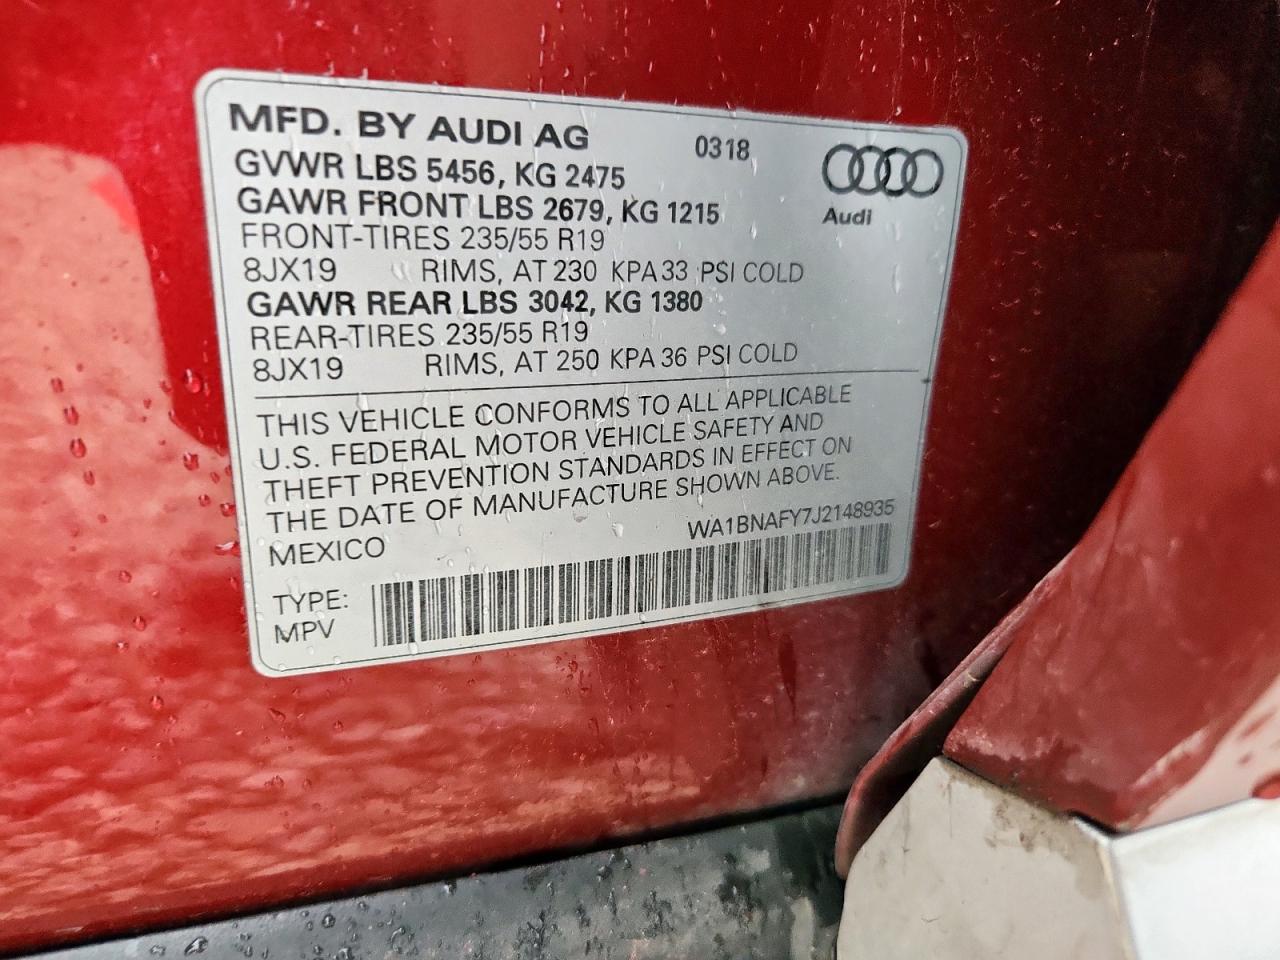 MFD. BY AUDI AG 0318
GVWR LBS 5456, KG 2475
GAWR FRONT LBS 2679, KG 1215
Audi
FRONT-TIRES 235/55 R19
8JX19 RIMS, AT 230 KPA 33 PSI COLD
GAWR REAR LBS 3042, KG 1380
REAR-TIRES 235/55 R19
8JX19 RIMS, AT 250 KPA 36 PSI COLD
THIS VEHICLE CONFORMS TO ALL APPLICABLE
U.S. FEDERAL MOTOR VEHICLE SAFETY AND
THEFT PREVENTION STANDARDS IN EFFECT ON
THE DATE OF MANUFACTURE SHOWN ABOVE.
MEXICO WA1BNAFY7J2148935
TYPE:
MPV